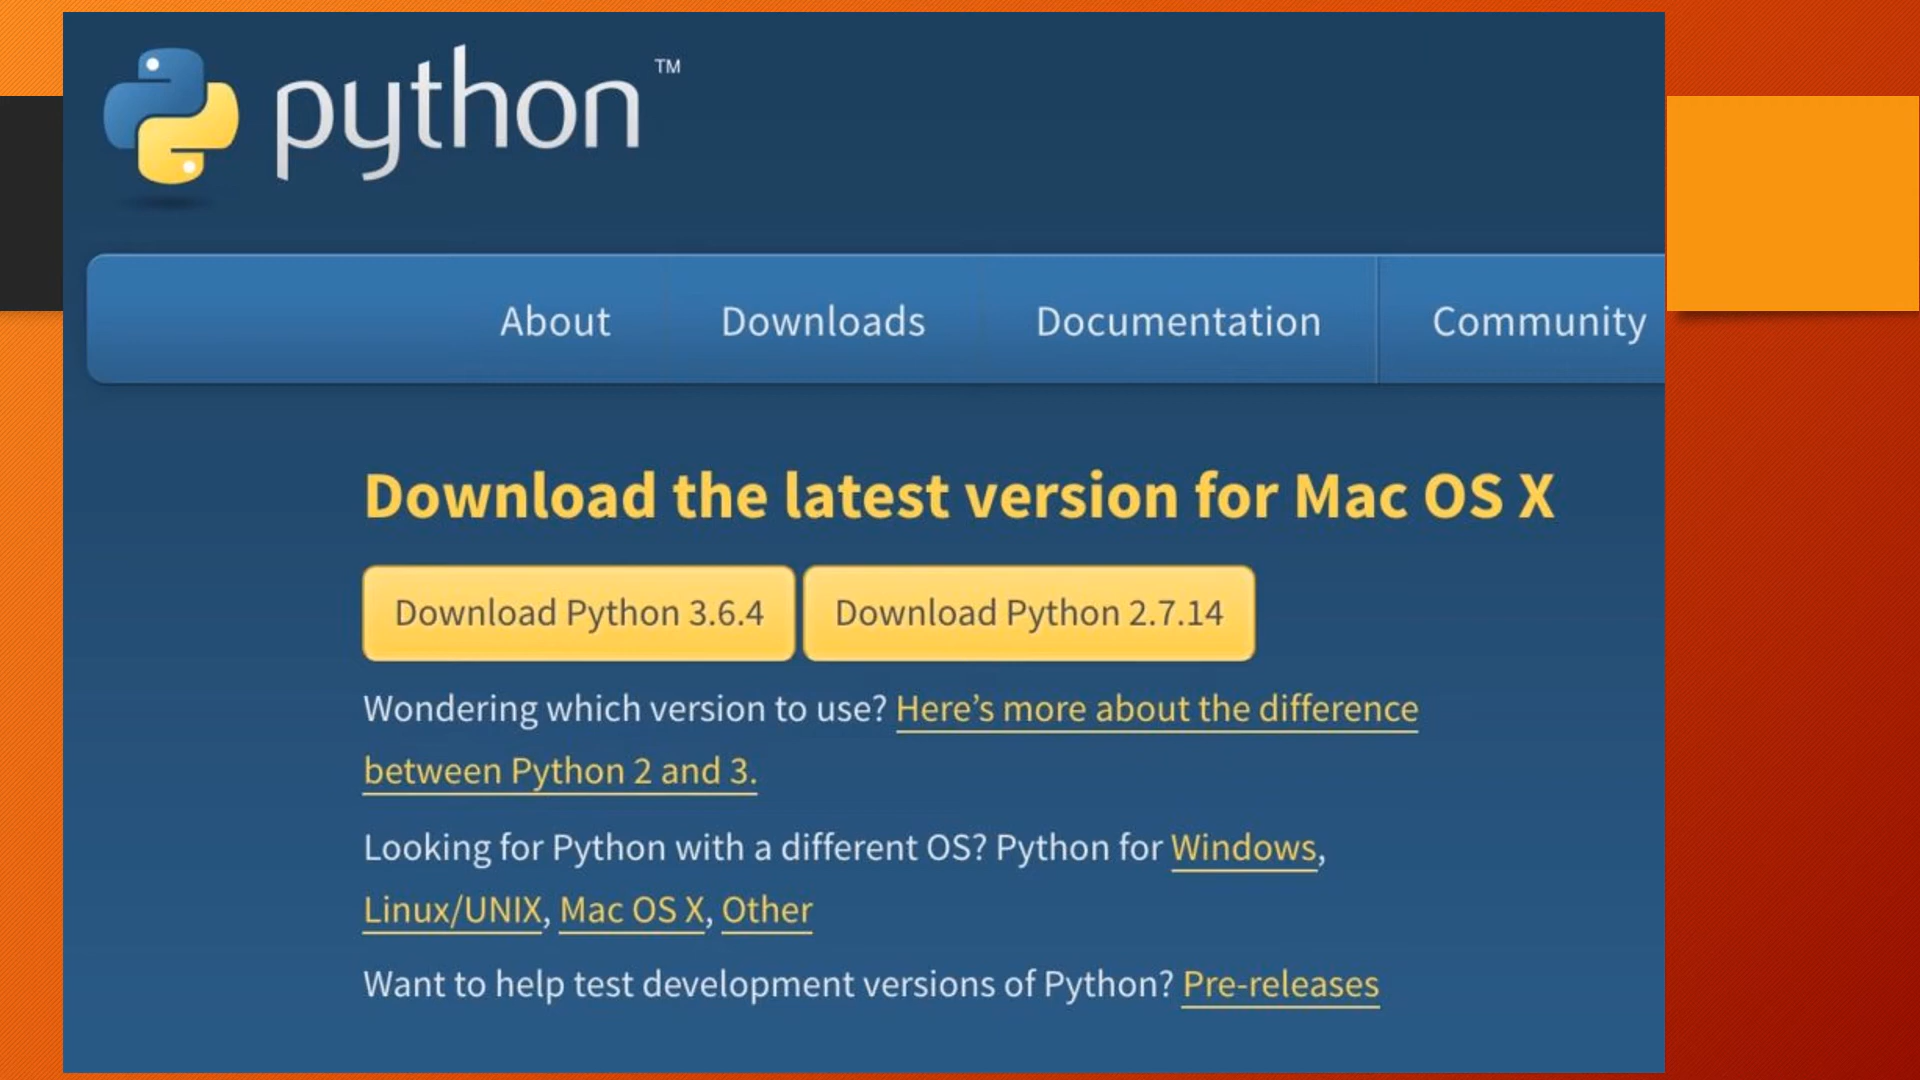 python ™
About Downloads Documentation Community
Download the latest version for Mac OS X
Download Python 3.6.4 Download Python 2.7.14
Wondering which version to use? Here’s more about the difference
between Python 2 and 3.
Looking for Python with a different OS? Python for Windows,
Linux/UNIX, Mac OS X, Other
Want to help test development versions of Python? Pre-releases